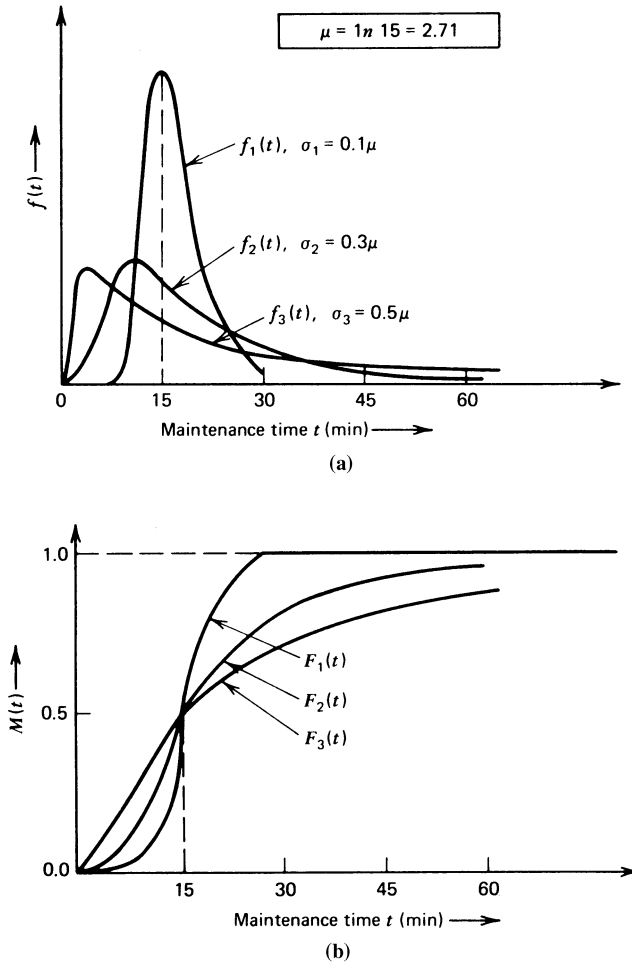 μ = 1n 15 = 2.71
f(t)
f₁(t), σ₁ = 0.1μ
f₂(t), σ₂ = 0.3μ
f₃(t), σ₃ = 0.5μ
0
15
30
45
60
Maintenance time t (min)
(a)
M(t)
1.0
0.5
0.0
F₁(t)
F₂(t)
F₃(t)
15
30
45
60
Maintenance time t (min)
(b)